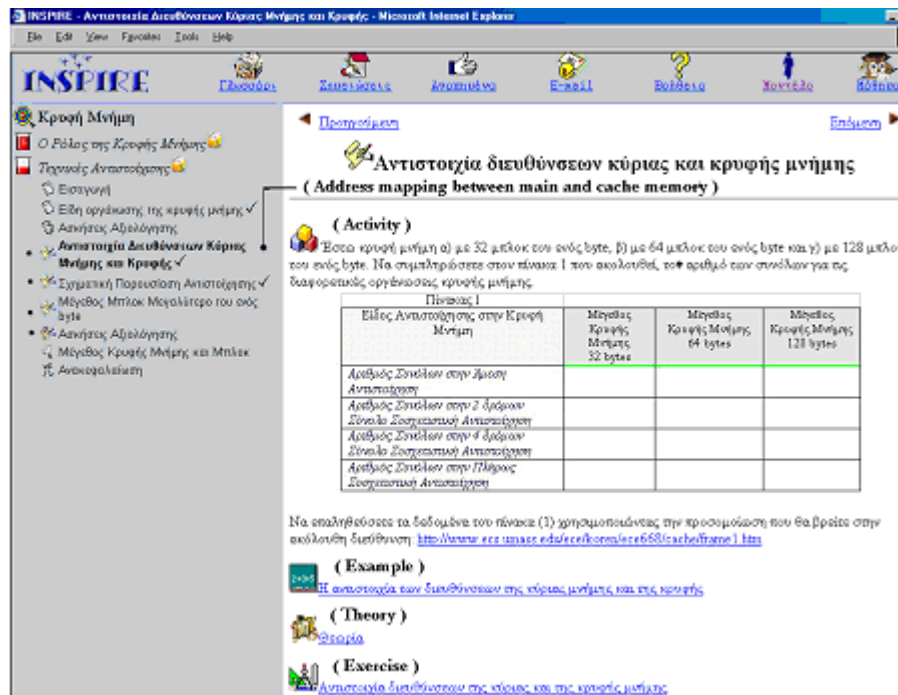 INSPIRE - Αντιστοιχία Διευθύνσεων Κύριας Μνήμης και Κρυφής - Microsoft Internet Explorer
File Edit View Favorites Tools Help
INSPIRE
Γλωσσάρι Σημειώσεις E-mail Βοήθεια Μοντέλο
Κρυφή Μνήμη
Ο Ρόλος της Κρυφής Μνήμης
Τεχνικές Αντιστοίχησης
Εισαγωγή
Είδη οργάνωσης της κρυφής μνήμης
Ασκήσεις Αξιολόγησης
Αντιστοιχία Διευθύνσεων Κύριας
Μνήμης και Κρυφής
Σχηματική Παρουσίαση Αντιστοίχησης
Μέγεθος Μπλοκ Μεγαλύτερο του ενός
byte
Ασκήσεις Αξιολόγησης
Μέγεθος Κρυφής Μνήμης και Μπλοκ
Ανακεφαλαίωση
Προηγούμενη Επόμενη
Αντιστοιχία διευθύνσεων κύριας και κρυφής μνήμης
( Address mapping between main and cache memory )
( Activity )
Έστω κρυφή μνήμη α) με 32 μπλοκ του ενός byte, β) με 64 μπλοκ του ενός byte και γ) με 128 μπλοκ
του ενός byte. Να συμπληρώσετε στον πίνακα 1 που ακολουθεί, το αριθμό των συνόλων για τις
διαφορετικές οργανώσεις κρυφής μνήμης.
Πίνακας 1
Είδος Αντιστοίχησης στην Κρυφή
Μνήμη
Μέγεθος
Κρυφής
Μνήμης
32 bytes
Μέγεθος
Κρυφής Μνήμης
64 bytes
Μέγεθος
Κρυφής Μνήμης
128 bytes
Αριθμός Συνόλων στην Άμεση
Αντιστοίχηση
Αριθμός Συνόλων στην 2 δρόμων
Σύνολο Συσχετιστική Αντιστοίχηση
Αριθμός Συνόλων στην 4 δρόμων
Σύνολο Συσχετιστική Αντιστοίχηση
Αριθμός Συνόλων στην Πλήρως
Συσχετιστική Αντιστοίχηση
Να επαληθεύσετε τα δεδομένα του πίνακα (1) χρησιμοποιώντας την προσομοίωση που θα βρείτε στην
ακόλουθη διεύθυνση: http://www.ecs.umass.edu/ece/koren/ece668/cache/frame1.htm
( Example )
Η αντιστοιχία των διευθύνσεων της κύριας μνήμης και της κρυφής
( Theory )
Θεωρία
( Exercise )
Αντιστοιχία διευθύνσεων της κύριας και της κρυφής μνήμης